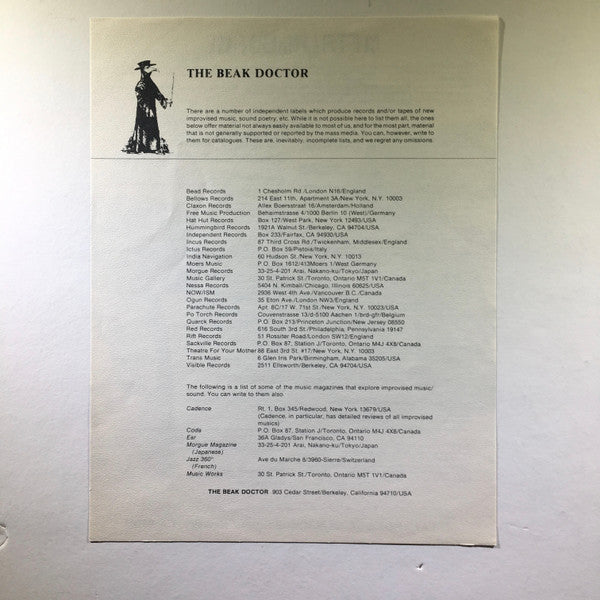 THE BEAK DOCTOR
There are a number of independent labels which produce records and/or tapes of new
improvised music, sound poetry, etc. While it is not possible here to list them all, the ones
below offer material not always easily available to most of us, and for the most part, material
that is not generally supported or reported by the mass media. You can, however, write to
them for catalogues. These are, inevitably, incomplete lists, and we regret any omissions.
Bead Records 1 Chesholm Rd./London N16/England
Bellows Records 214 East 11th, Apartment 3A/New York, N.Y. 10003
Claxon Records Allex Boersstraat 16/Amsterdam/Holland
Free Music Production Behaimstrasse 4/1000 Berlin 10 (West)/Germany
Hat Hut Records Box 127/West Park, New York 12493/USA
Hummingbird Records 1921A Walnut St./Berkeley, CA 94704/USA
Independent Records Box 233/Fairfax, CA 94930/USA
Incus Records 87 Third Cross Rd./Twickenham, Middlesex/England
Ictus Records P.O. Box 59/Pistoia/Italy
India Navigation 60 Hudson St./New York, N.Y. 10013
Moers Music P.O. Box 1612/413Moers 1/West Germany
Morgue Records 33-25-4-201 Arai, Nakano-ku/Tokyo/Japan
Music Gallery 30 St. Patrick St./Toronto, Ontario M5T 1V1/Canada
Nessa Records 5404 N. Kimball/Chicago, Illinois 60625/USA
NOW/ISM 2936 West 4th Ave./Vancouver B.C./Canada
Ogun Records 35 Eton Ave./London NW3/England
Parachute Records Apt. 8C/17 W. 71st St./New York, N.Y. 10023/USA
Po Torch Records Couvenstrasse 13/d-5100 Aachen 1/brd-gfr/Belgium
Quarck Records P.O. Box 213/Princeton Junction/New Jersey 08550
Red Records 616 South 3rd St./Philadelphia, Pennsylvania 19147
Rift Records 51 Rossiter Road/London SW12/England
Sackville Records P.O. Box 87, Station J/Toronto, Ontario M4J 4X8/Canada
Theatre For Your Mother 88 East 3rd St. #17/New York, N.Y. 10003
Trans Music 6 Glen Iris Park/Birmingham, Alabama 35205/USA
Visible Records 2511 Ellsworth/Berkeley, CA 94704/USA
The following is a list of some of the music magazines that explore improvised music/
sound. You can write to them also.
Cadence Rt. 1, Box 345/Redwood, New York 13679/USA
(Cadence, in particular, has detailed reviews of all improvised
musics)
Coda P.O. Box 87, Station J/Toronto, Ontario M4J 4X8/Canada
Ear 36A Gladys/San Francisco, CA 94110
Morgue Magazine 33-25-4-201 Arai, Nakano-ku/Tokyo/Japan
(Japanese)
Jazz 360° Ave du Marche 8/3960-Sierre/Switzerland
(French)
Music Works 30 St. Patrick St./Toronto, Ontario M5T 1V1/Canada
THE BEAK DOCTOR 903 Cedar Street/Berkeley, California 94710/USA